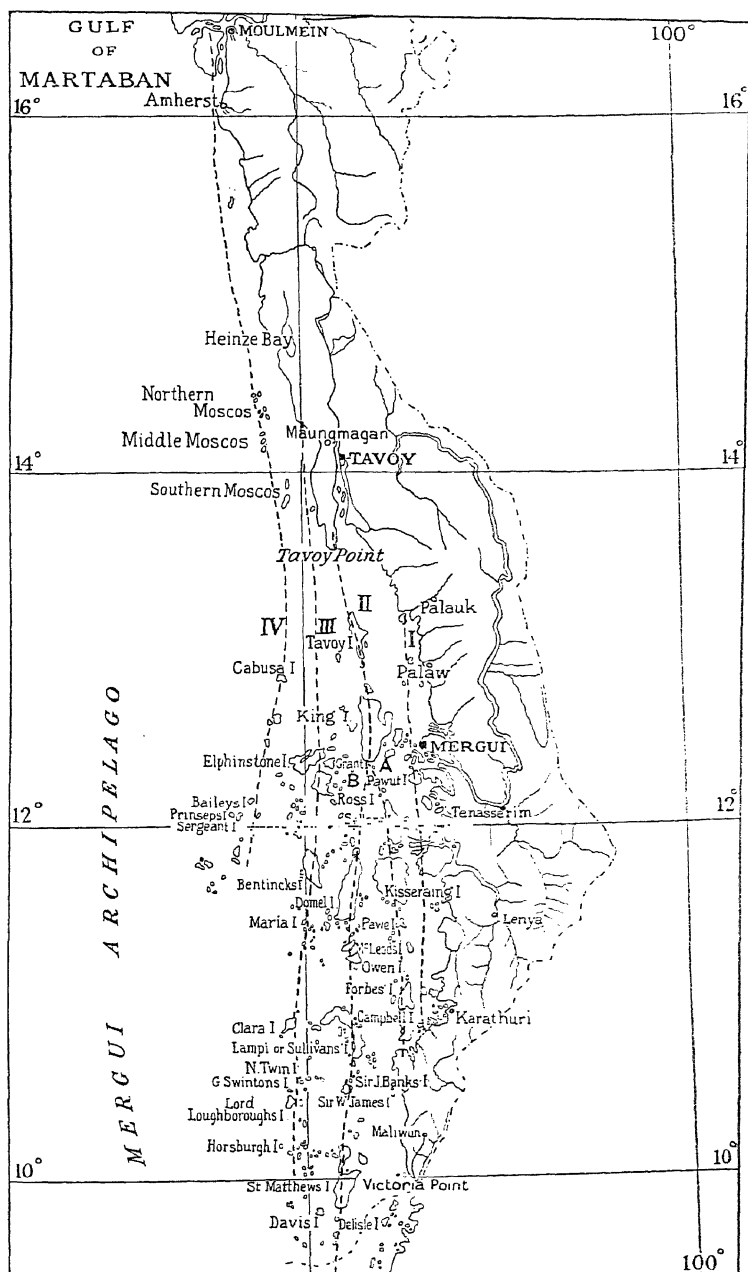 GULF
OF
MARTABAN
MOULMEIN
100°
Amherst
16°
16°
Heinze Bay
Northern
Moscos
Maungmagan
Middle Moscos
TAVOY
14°
14°
Southern Moscos
Tavoy Point
II
Palauk
IV
III
I
Tavoy I
Palaw
Cabusa I
King I
MERGUI
Elphinstone I
Grant I
A
B
Pawut I
Ross I
Baileys I
Prinseps I
Tenasserim
12°
12°
Sergeant I
Bentincks I
Kisseraing I
Domel I
Lenya
Maria I
Pawe I
McLeods I
Owen I
Forbes I
Campbell I
Karathuri
Clara I
Lampi or Sullivans I
N. Twin I
G Swintons I
Sir J. Banks I
Lord
Loughboroughs I
Sir W. James I
Maliwun
Horsburgh I
10°
10°
St Matthews I
Victoria Point
Davis I
Delisle I
100°
MERGUI ARCHIPELAGO